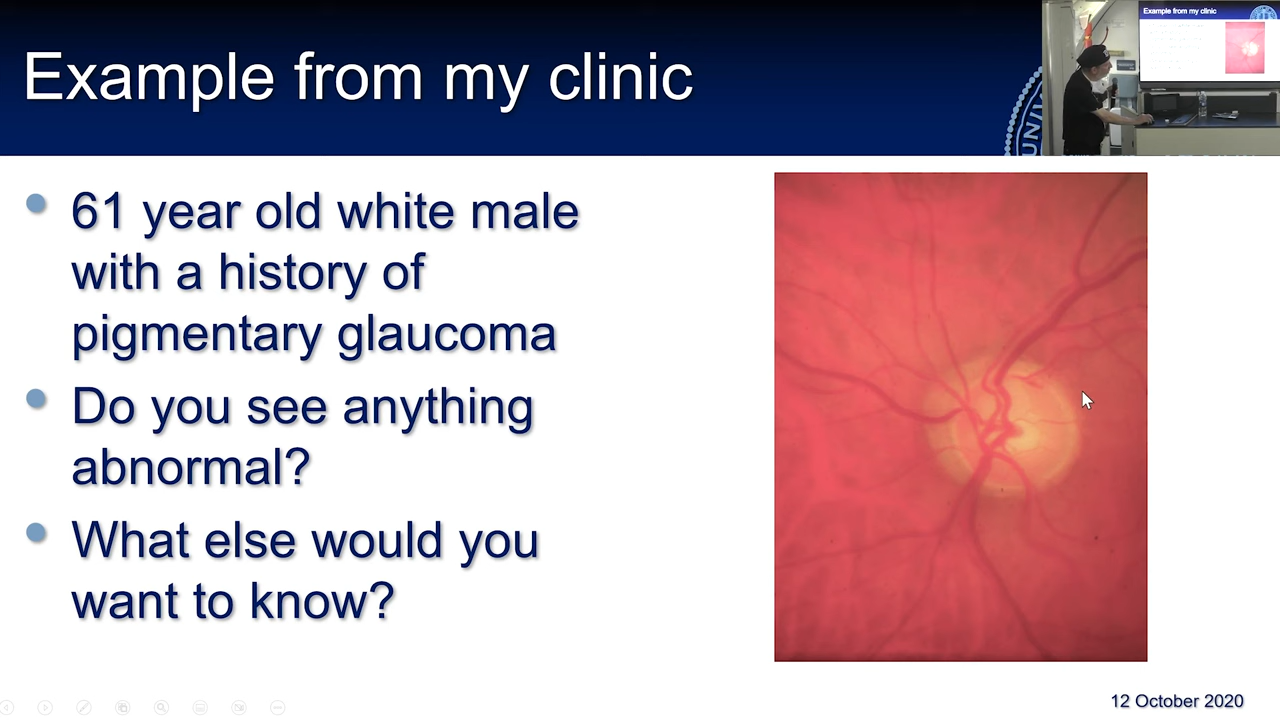 Example from my clinic
Example from my clinic
UNIV
61 year old white male
with a history of
pigmentary glaucoma
Do you see anything
abnormal?
What else would you
want to know?
12 October 2020